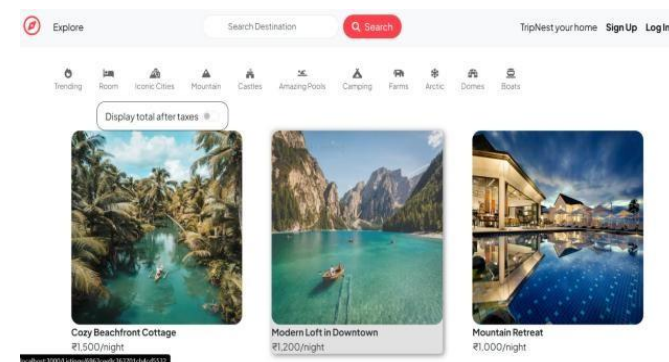 Explore Search Destination Search TripNest your home Sign Up Log In
Trending Room Iconic Cities Mountain Castles Amazing Pools Camping Farms Arctic Domes Boats
Display total after taxes
Cozy Beachfront Cottage Modern Loft in Downtown Mountain Retreat
₹1,500/night ₹1,200/night ₹1,000/night